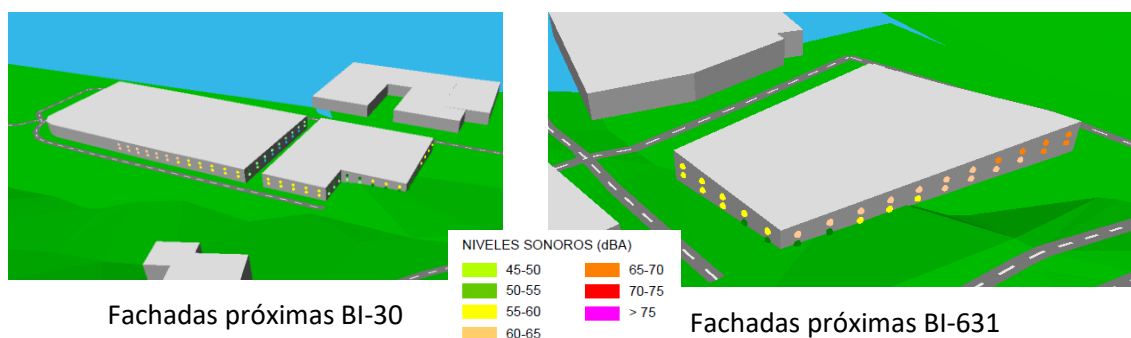 NIVELES SONOROS (dBA)
45-50
65-70
50-55
70-75
55-60
> 75
60-65
Fachadas próximas BI-30
Fachadas próximas BI-631